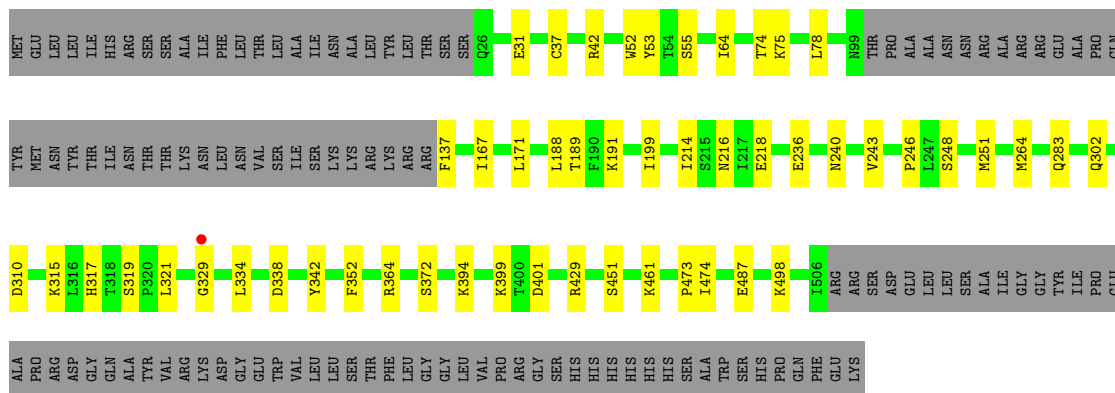 MET GLU LEU LEU LEU ILE HIS ARG SER SER ALA ILE PHE LEU THR LEU ALA ILE ASN ALA LEU TYR LEU THR SER SER Q26 E31 C37 R42 W52 Y53 T54 S55 I64 T74 K75 L78 N99 THR PRO ALA ALA ASN ASN ARG ALA ARG ARG GLU ALA PRO GLN
TYR MET ASN TYR THR ILE ASN THR THR LYS ASN LEU ASN VAL SER ILE SER LYS LYS ARG LYS ARG ARG F137 I167 L171 L188 T189 F190 K191 I199 I214 S215 N216 I217 E218 E236 N240 V243 P246 L247 S248 M251 M264 Q283 Q302
D310 K315 L316 H317 T318 S319 P320 L321 G329 L334 D338 Y342 F352 R364 S372 K394 K399 T400 D401 R429 S451 K461 P473 I474 E487 K498 I506 ARG ARG SER ASP GLU LEU LEU SER ALA ILE GLY GLY TYR ILE PRO GLU
ALA PRO ARG ASP GLY GLN ALA TYR VAL ARG LYS ASP GLY GLU TRP VAL LEU LEU SER THR PHE LEU GLY GLY LEU VAL PRO ARG GLY SER HIS HIS HIS HIS HIS HIS SER ALA TRP SER HIS PRO GLN PHE GLU LYS